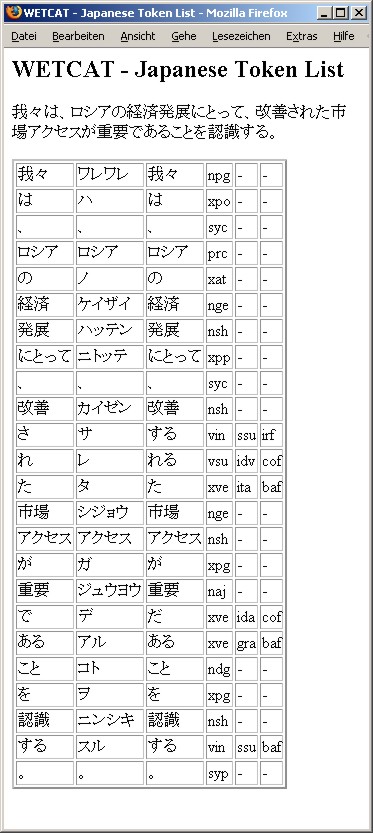 WETCAT - Japanese Token List - Mozilla Firefox
Datei Bearbeiten Ansicht Gehe Lesezeichen Extras Hilfe
WETCAT - Japanese Token List
我々は、ロシアの経済発展にとって、改善された市
場アクセスが重要であることを認識する。
我々 ワレワレ 我々 npg - -
は ハ は xpo - -
、 、 、 syc - -
ロシア ロシア ロシア prc - -
の ノ の xat - -
経済 ケイザイ 経済 nge - -
発展 ハッテン 発展 nsh - -
にとって ニトッテ にとって xpp - -
、 、 、 syc - -
改善 カイゼン 改善 nsh - -
さ サ する vin ssu irf
れ レ れる vsu idv cof
た タ た xve ita baf
市場 シジョウ 市場 nge - -
アクセス アクセス アクセス nsh - -
が ガ が xpg - -
重要 ジュウヨウ 重要 naj - -
で デ だ xve ida cof
ある アル ある xve gra baf
こと コト こと ndg - -
を ヲ を xpg - -
認識 ニンシキ 認識 nsh - -
する スル する vin ssu baf
。 。 。 syp - -